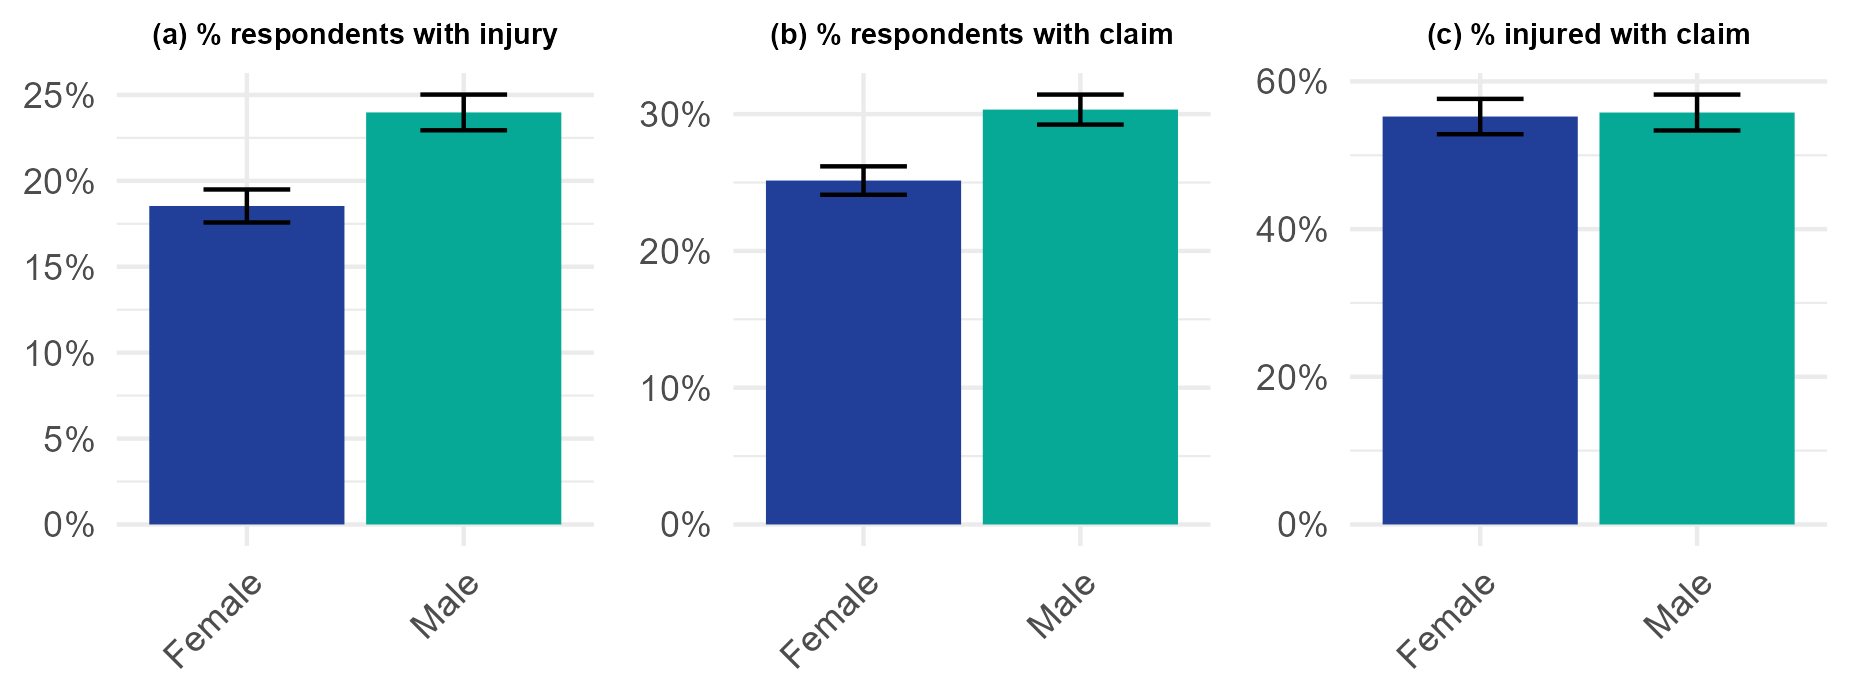 (a) % respondents with injury
25%
20%
15%
10%
5%
0%
Female
Male
(b) % respondents with claim
30%
20%
10%
0%
Female
Male
(c) % injured with claim
60%
40%
20%
0%
Female
Male